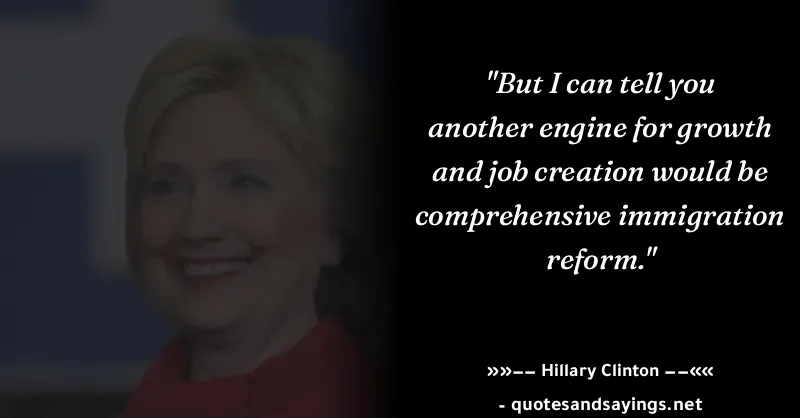 "But I can tell you
another engine for growth
and job creation would be
comprehensive immigration
reform."
»»–– Hillary Clinton ––««
- quotesandsayings.net